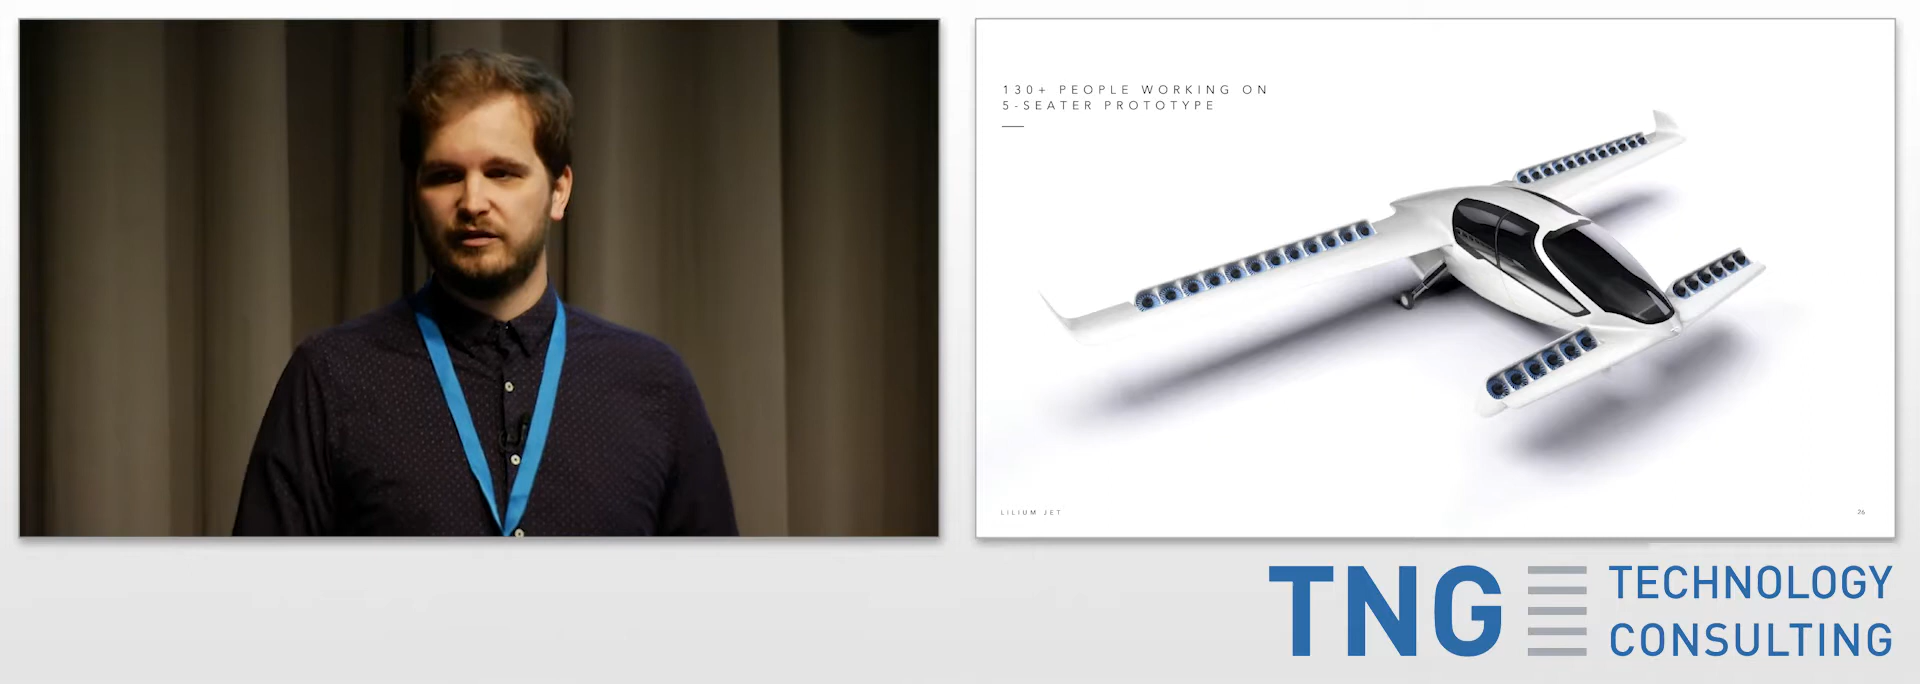 130+ PEOPLE WORKING ON
5-SEATER PROTOTYPE
LILIUM JET
26
TNG
TECHNOLOGY
CONSULTING